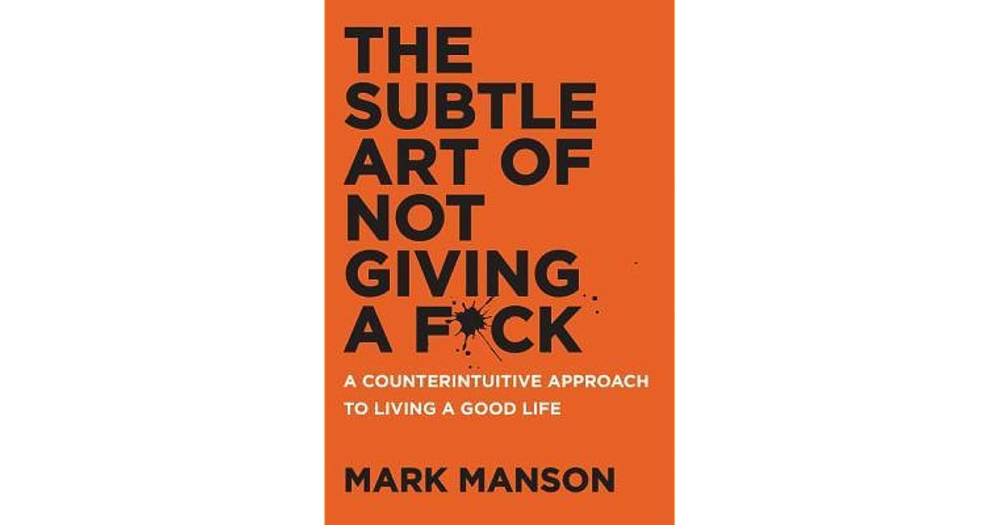 THE
SUBTLE
ART OF
NOT
GIVING
A F*CK
A COUNTERINTUITIVE APPROACH
TO LIVING A GOOD LIFE
MARK MANSON